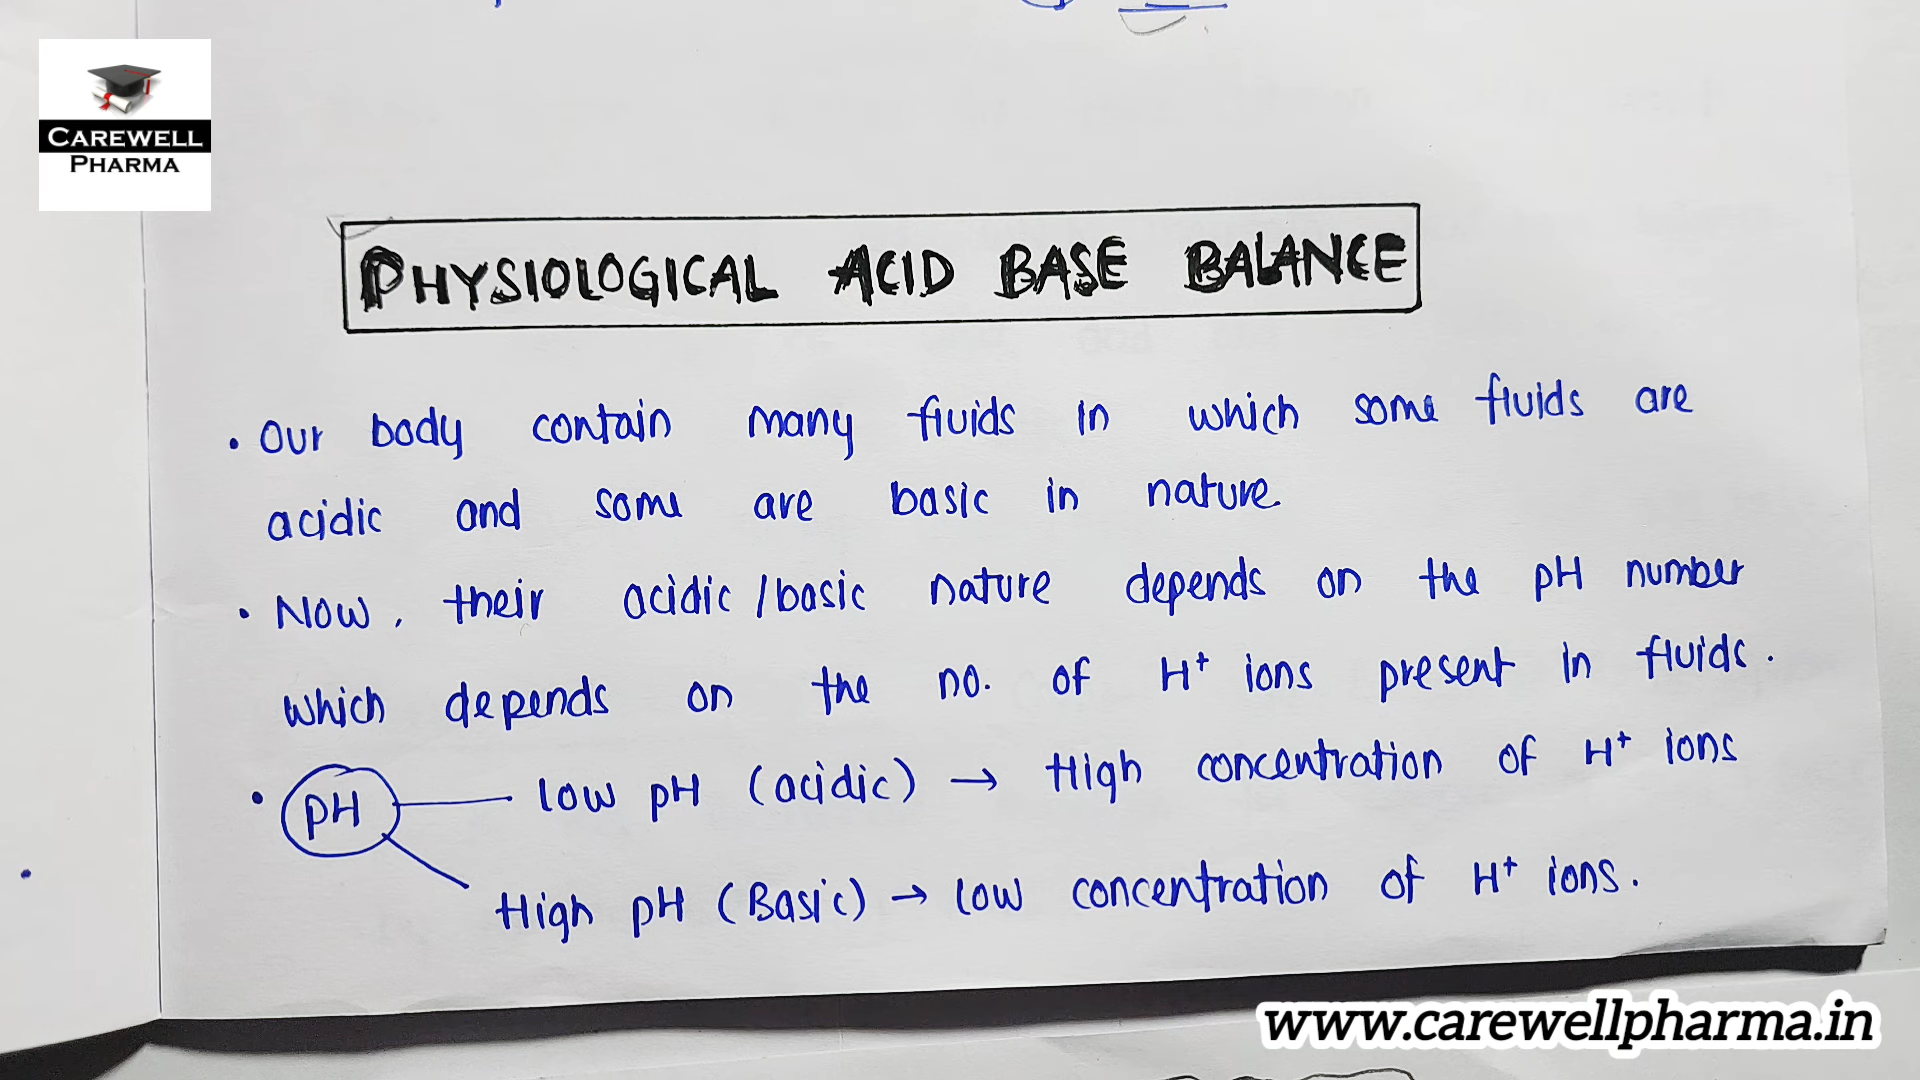 CAREWELL
PHARMA
PHYSIOLOGICAL ACID BASE BALANCE
• Our body contain many fluids in which some fluids are
acidic and some are basic in nature.
• Now, their acidic/basic nature depends on the pH number
which depends on the no. of H⁺ ions present in fluids.
• pH — low pH (acidic) → High concentration of H⁺ ions
High pH (Basic) → low concentration of H⁺ ions.
www.carewellpharma.in